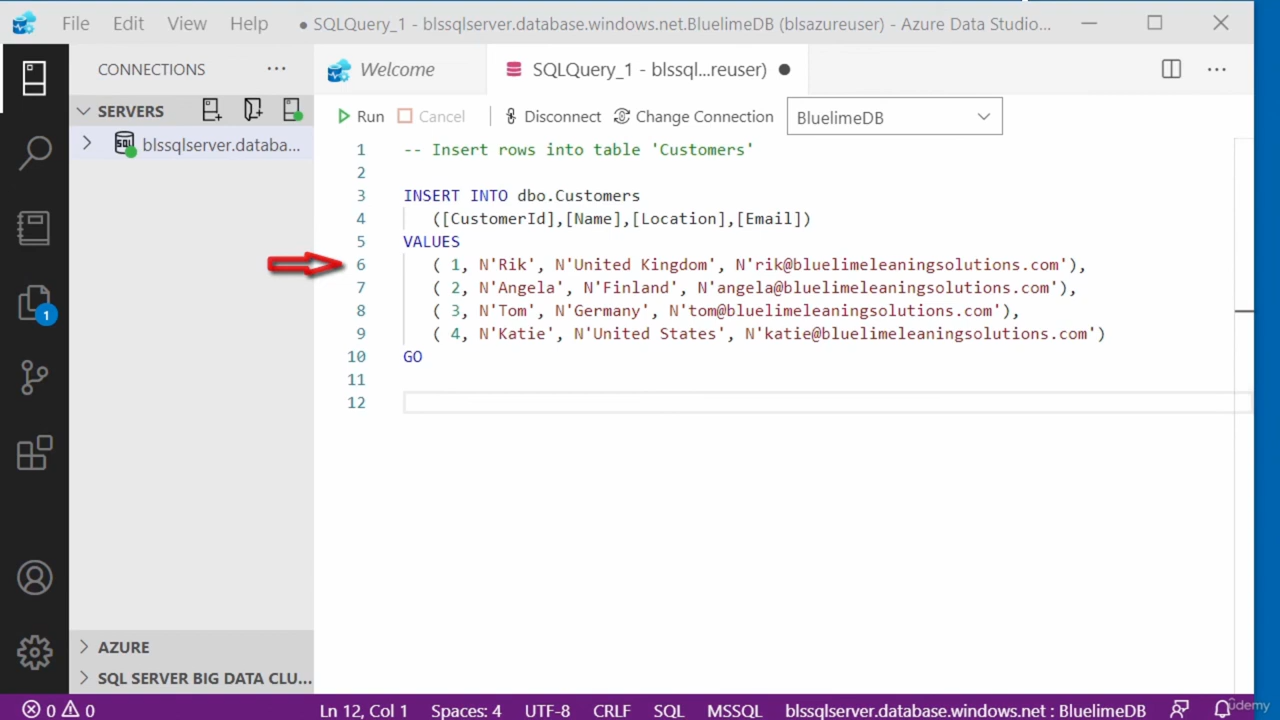 File Edit View Help ● SQLQuery_1 - blssqlserver.database.windows.net.BluelimeDB (blsazureuser) - Azure Data Studio...
CONNECTIONS ...
Welcome
SQLQuery_1 - blssql...reuser) ●
SERVERS
Run Cancel Disconnect Change Connection BluelimeDB
blssqlserver.databa...
1 -- Insert rows into table 'Customers'
2
3 INSERT INTO dbo.Customers
4 ([CustomerId],[Name],[Location],[Email])
5 VALUES
6 ( 1, N'Rik', N'United Kingdom', N'rik@bluelimeleaningsolutions.com'),
7 ( 2, N'Angela', N'Finland', N'angela@bluelimeleaningsolutions.com'),
8 ( 3, N'Tom', N'Germany', N'tom@bluelimeleaningsolutions.com'),
9 ( 4, N'Katie', N'United States', N'katie@bluelimeleaningsolutions.com')
10 GO
11
12
1
AZURE
SQL SERVER BIG DATA CLU...
0 0 Ln 12, Col 1 Spaces: 4 UTF-8 CRLF SQL MSSQL blssqlserver.database.windows.net : BluelimeDB
udemy